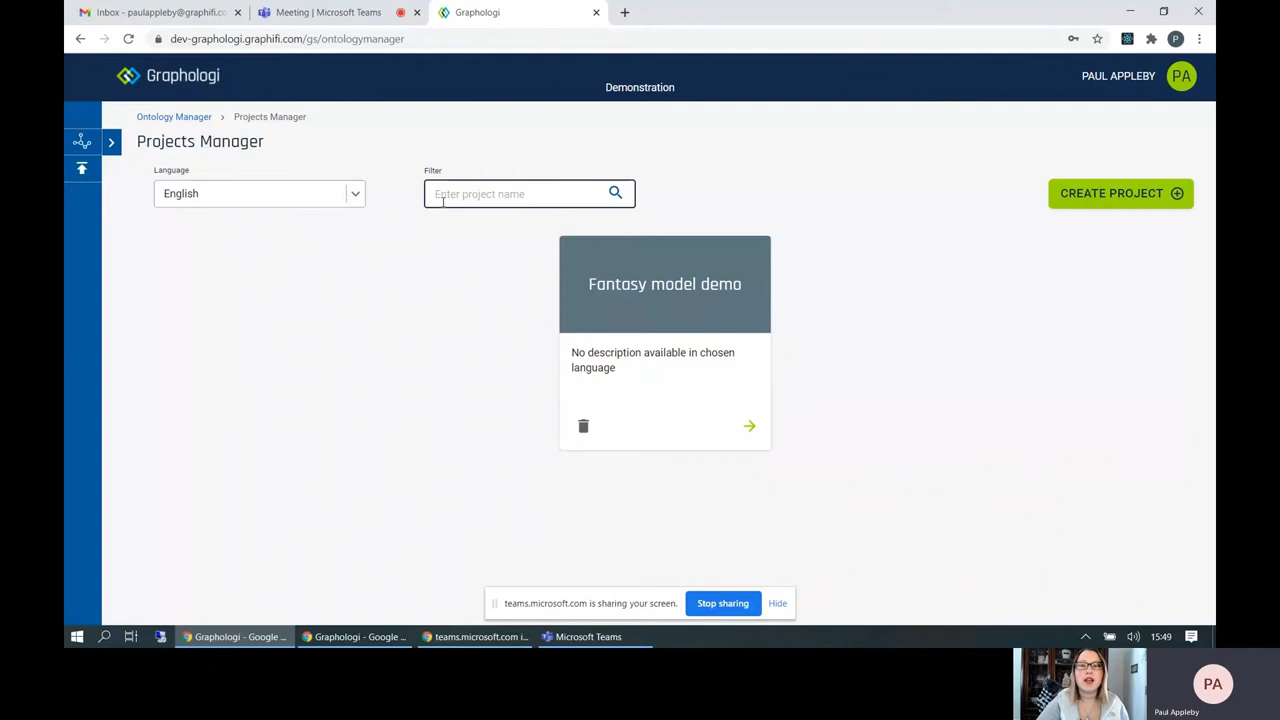 Inbox - paulappleby@graphifi.co
Meeting | Microsoft Teams
Graphologi
dev-graphologi.graphifi.com/gs/ontologymanager
P
Graphologi
Demonstration
PAUL APPLEBY
PA
Ontology Manager > Projects Manager
Projects Manager
Language
Filter
English
Enter project name
CREATE PROJECT
Fantasy model demo
No description available in chosen
language
teams.microsoft.com is sharing your screen.
Stop sharing
Hide
Graphologi - Google ...
Graphologi - Google ...
teams.microsoft.com i...
Microsoft Teams
15:49
PA
Paul Appleby